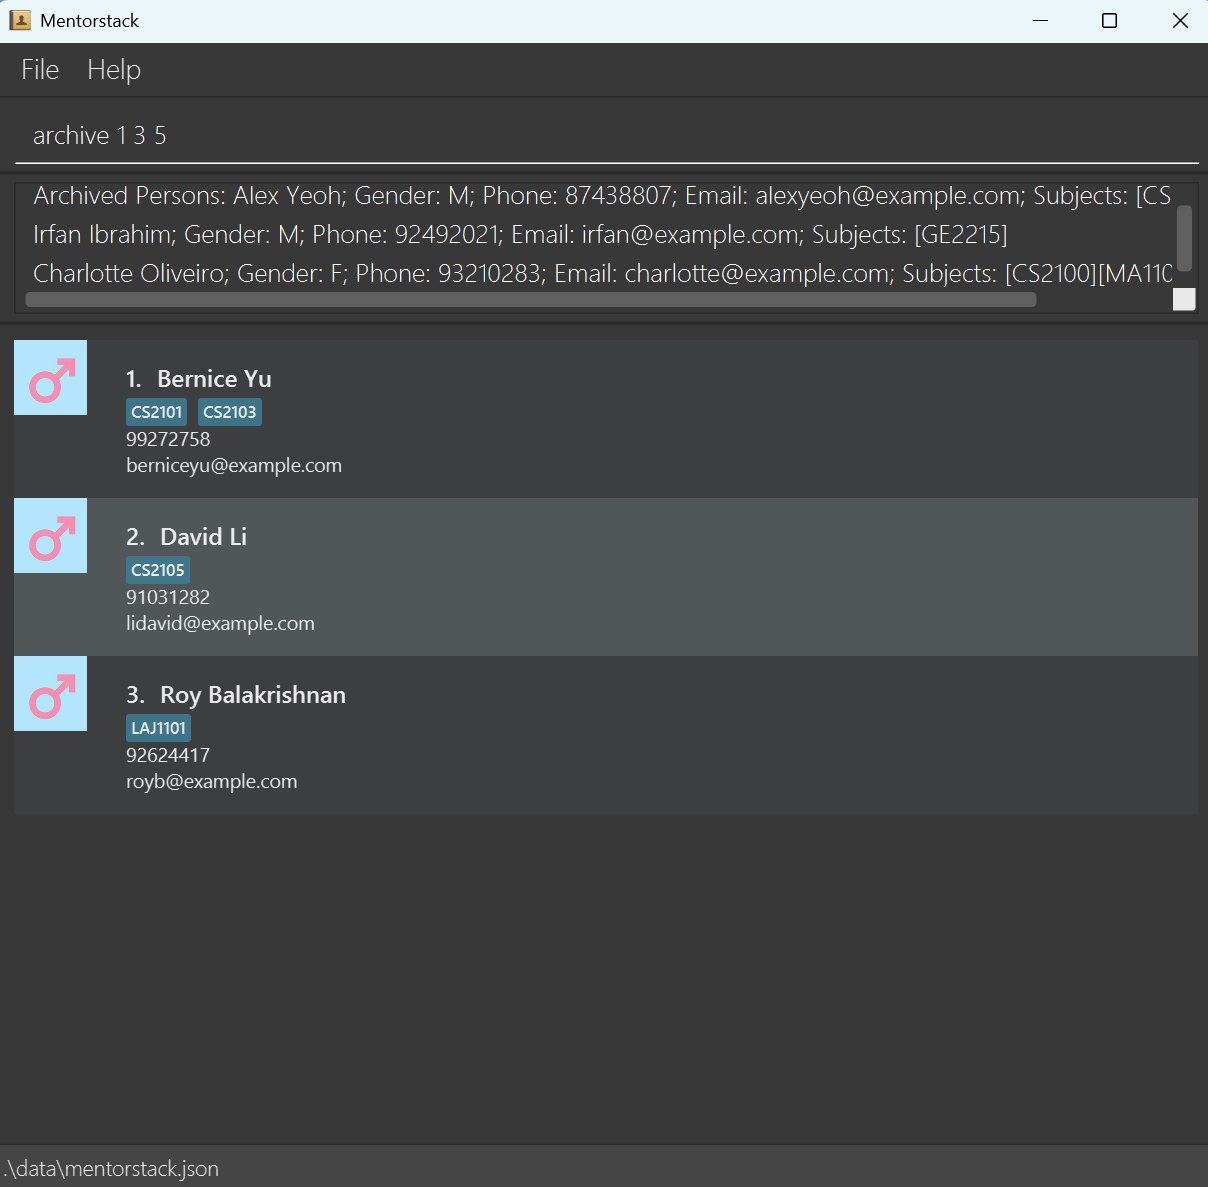 Mentorstack
File Help
archive 1 3 5
Archived Persons: Alex Yeoh; Gender: M; Phone: 87438807; Email: alexyeoh@example.com; Subjects: [CS
Irfan Ibrahim; Gender: M; Phone: 92492021; Email: irfan@example.com; Subjects: [GE2215]
Charlotte Oliveiro; Gender: F; Phone: 93210283; Email: charlotte@example.com; Subjects: [CS2100][MA110
1. Bernice Yu
CS2101 CS2103
99272758
berniceyu@example.com
2. David Li
CS2105
91031282
lidavid@example.com
3. Roy Balakrishnan
LAJ1101
92624417
royb@example.com
.\data\mentorstack.json